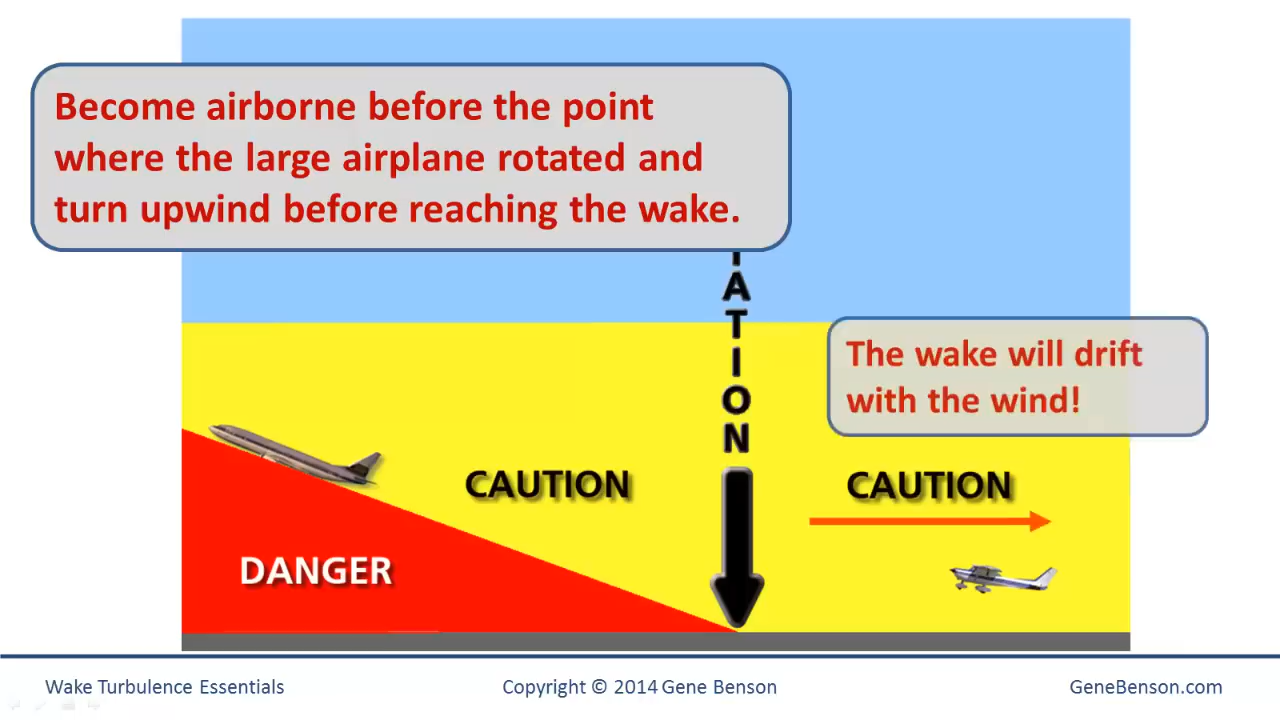 Become airborne before the point
where the large airplane rotated and
turn upwind before reaching the wake.
A
T
I
O
N
The wake will drift
with the wind!
CAUTION
CAUTION
DANGER
Wake Turbulence Essentials
Copyright © 2014 Gene Benson
GeneBenson.com